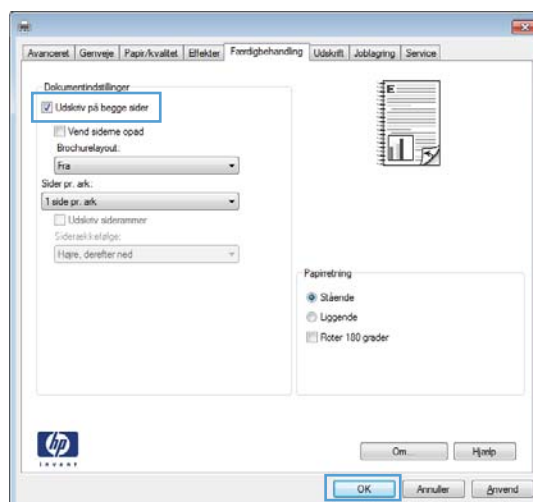 Avanceret Genveje Papir/kvalitet Effekter Færdigbehandling Udskrift Joblagring Service
Dokumentindstillinger
Udskriv på begge sider
Vend siderne opad
Brochurelayout:
Fra
Sider pr. ark:
1 side pr. ark
Udskriv siderammer
Siderækkefølge:
Højre, derefter ned
E
Papirretning
Stående
Liggende
Roter 180 grader
hp
invent
Om... Hjælp
OK Annuller Anvend